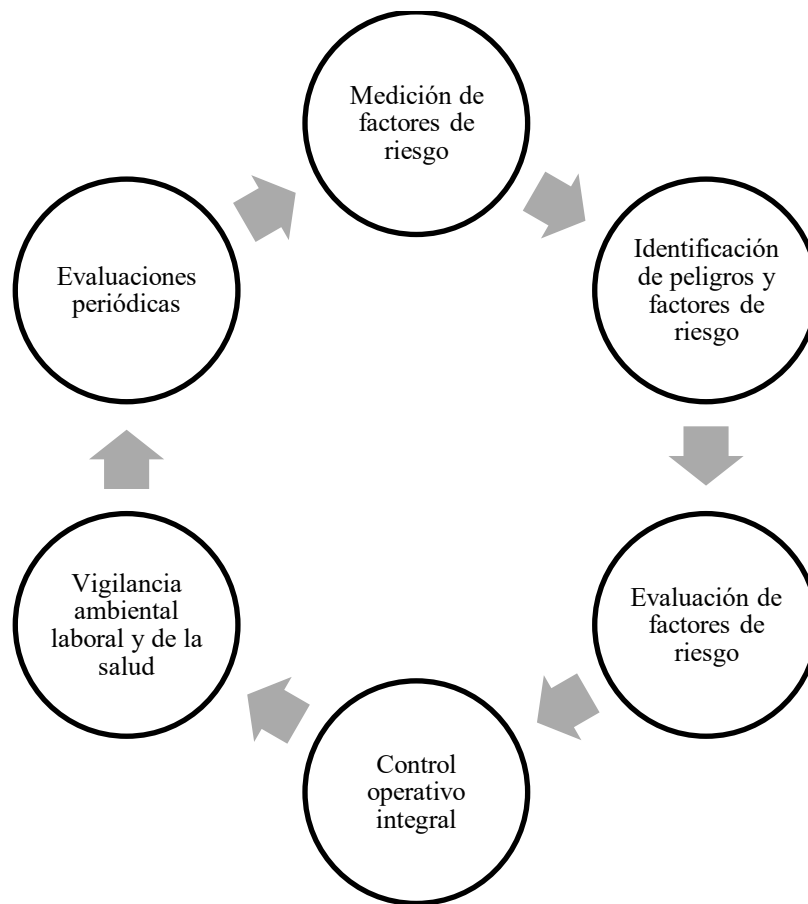 Medición de
factores de
riesgo
Identificación
de peligros y
factores de
riesgo
Evaluación de
factores de
riesgo
Control
operativo
integral
Vigilancia
ambiental
laboral y de la
salud
Evaluaciones
periódicas